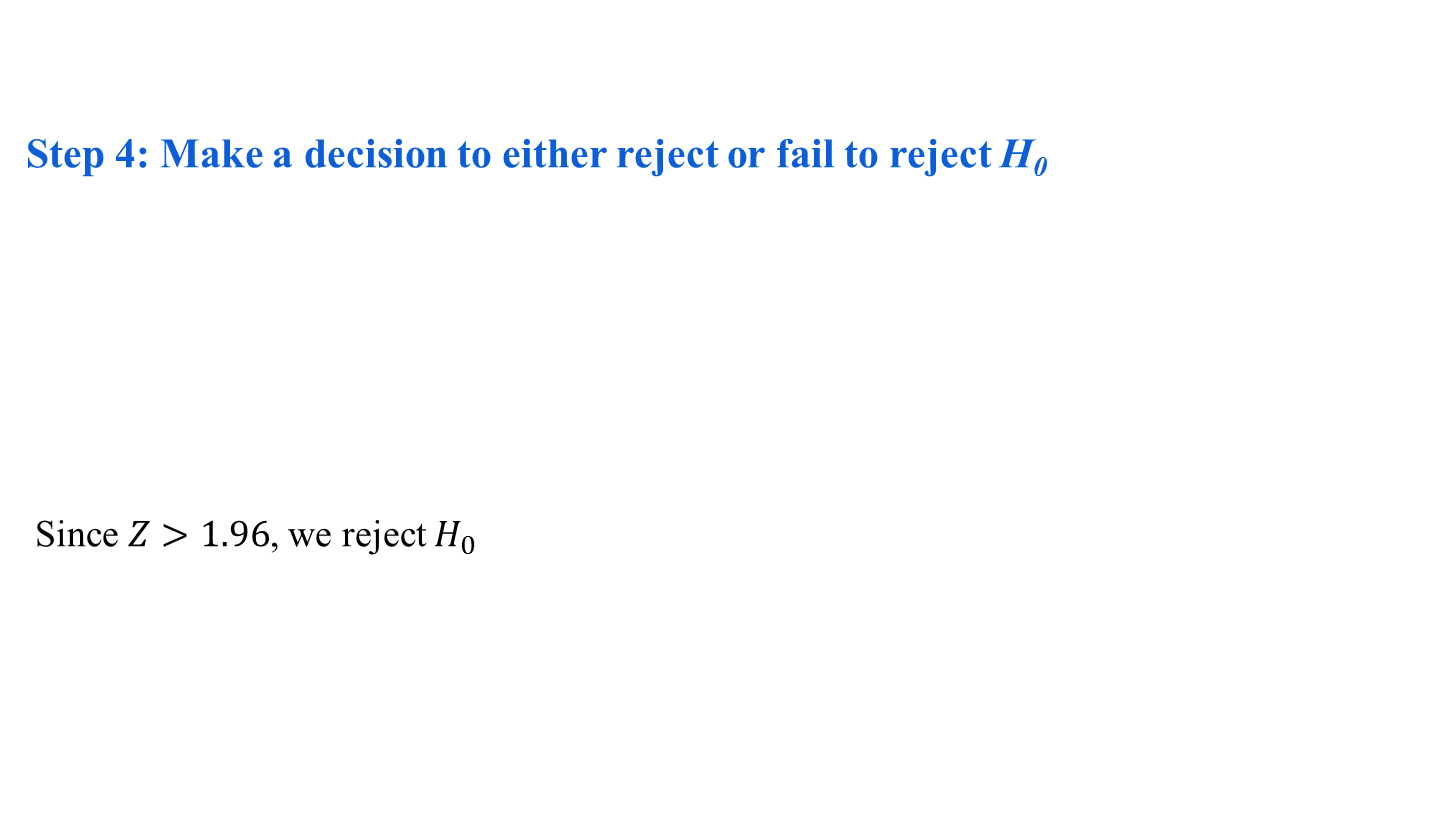 Step 4: Make a decision to either reject or fail to reject H₀
Since Z > 1.96, we reject H₀